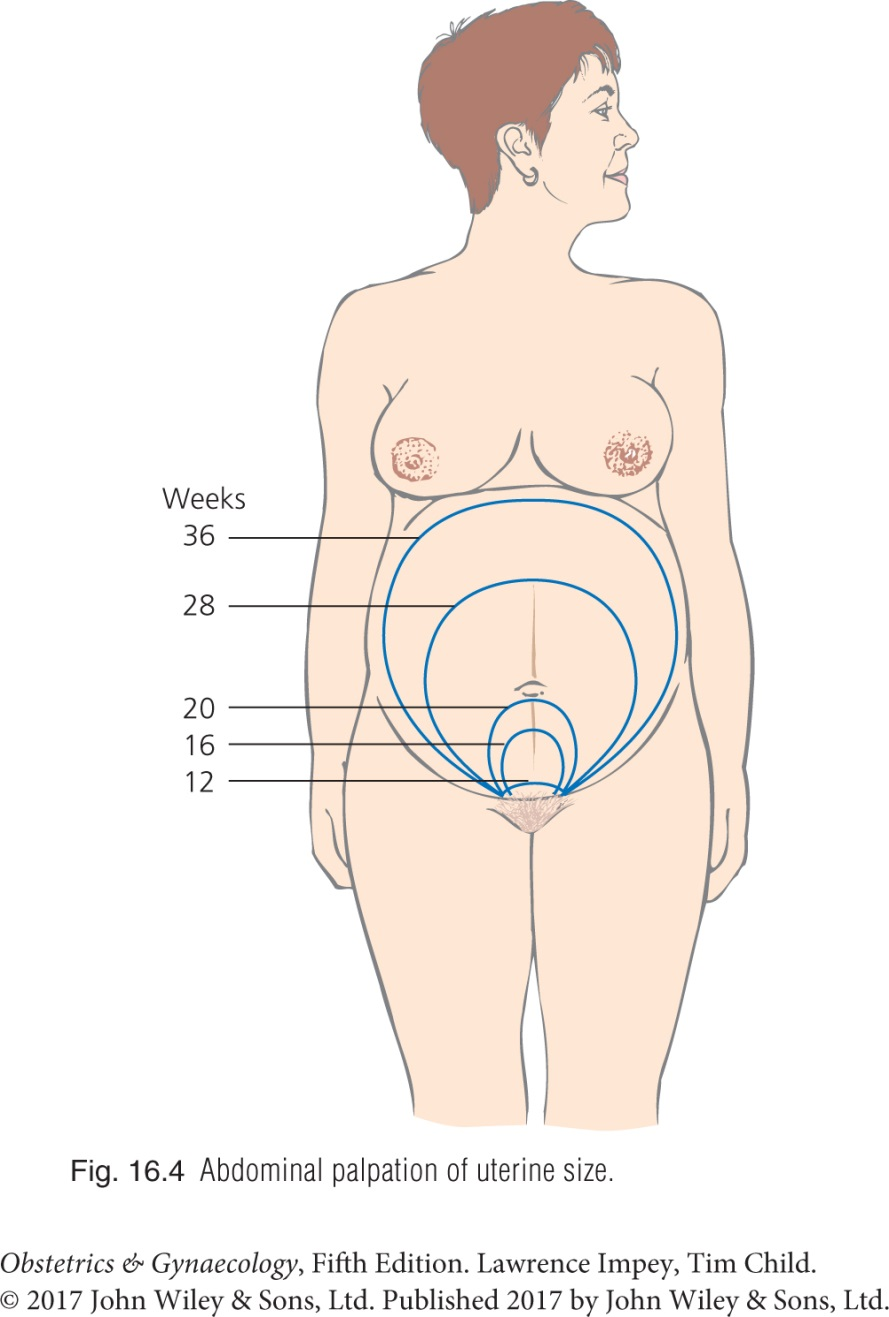 Weeks
36
28
20
16
12
Fig. 16.4 Abdominal palpation of uterine size.
Obstetrics & Gynaecology, Fifth Edition. Lawrence Impey, Tim Child.
© 2017 John Wiley & Sons, Ltd. Published 2017 by John Wiley & Sons, Ltd.